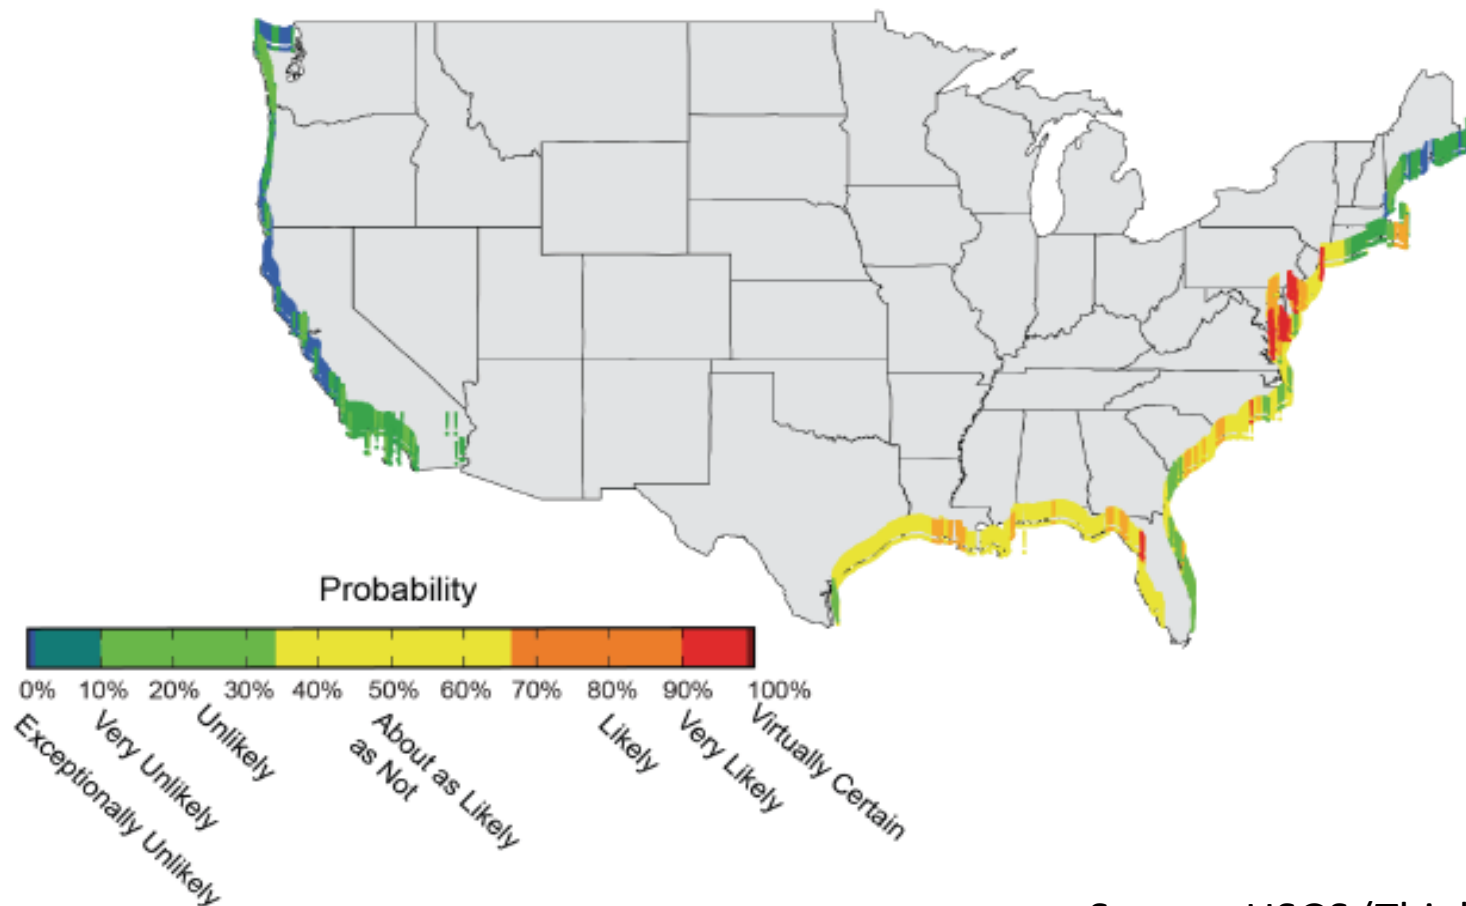 Probability
0% 10% 20% 30% 40% 50% 60% 70% 80% 90% 100%
Exceptionally Unlikely
Very Unlikely
Unlikely
About as Likely
as Not
Likely
Very Likely
Virtually Certain
USGS